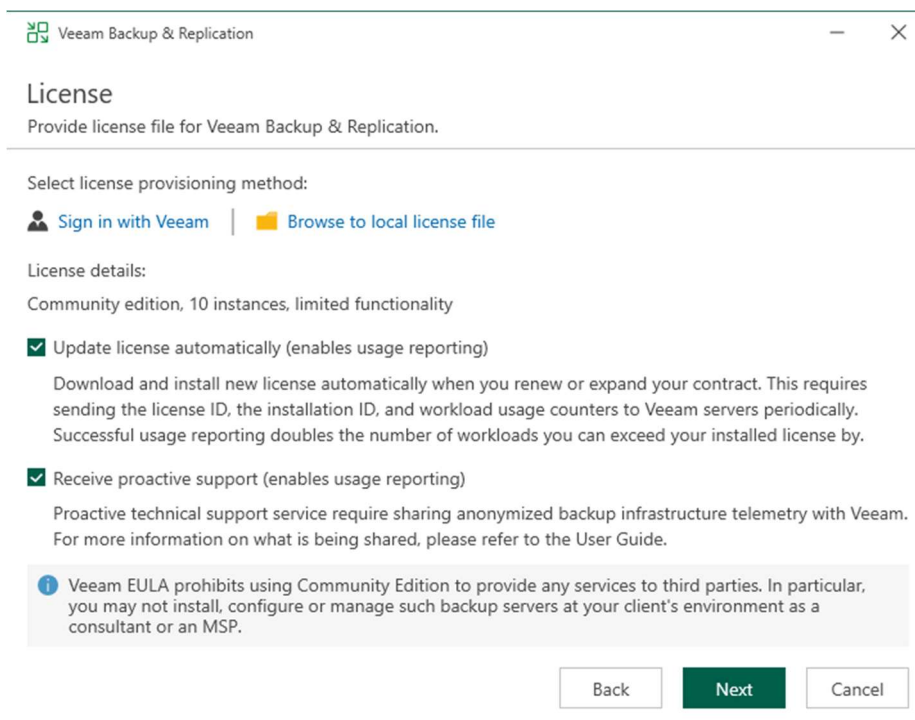 Veeam Backup & Replication
License
Provide license file for Veeam Backup & Replication.
Select license provisioning method:
Sign in with Veeam
Browse to local license file
License details:
Community edition, 10 instances, limited functionality
Update license automatically (enables usage reporting)
Download and install new license automatically when you renew or expand your contract. This requires
sending the license ID, the installation ID, and workload usage counters to Veeam servers periodically.
Successful usage reporting doubles the number of workloads you can exceed your installed license by.
Receive proactive support (enables usage reporting)
Proactive technical support service require sharing anonymized backup infrastructure telemetry with Veeam.
For more information on what is being shared, please refer to the User Guide.
Veeam EULA prohibits using Community Edition to provide any services to third parties. In particular,
you may not install, configure or manage such backup servers at your client's environment as a
consultant or an MSP.
Back
Next
Cancel